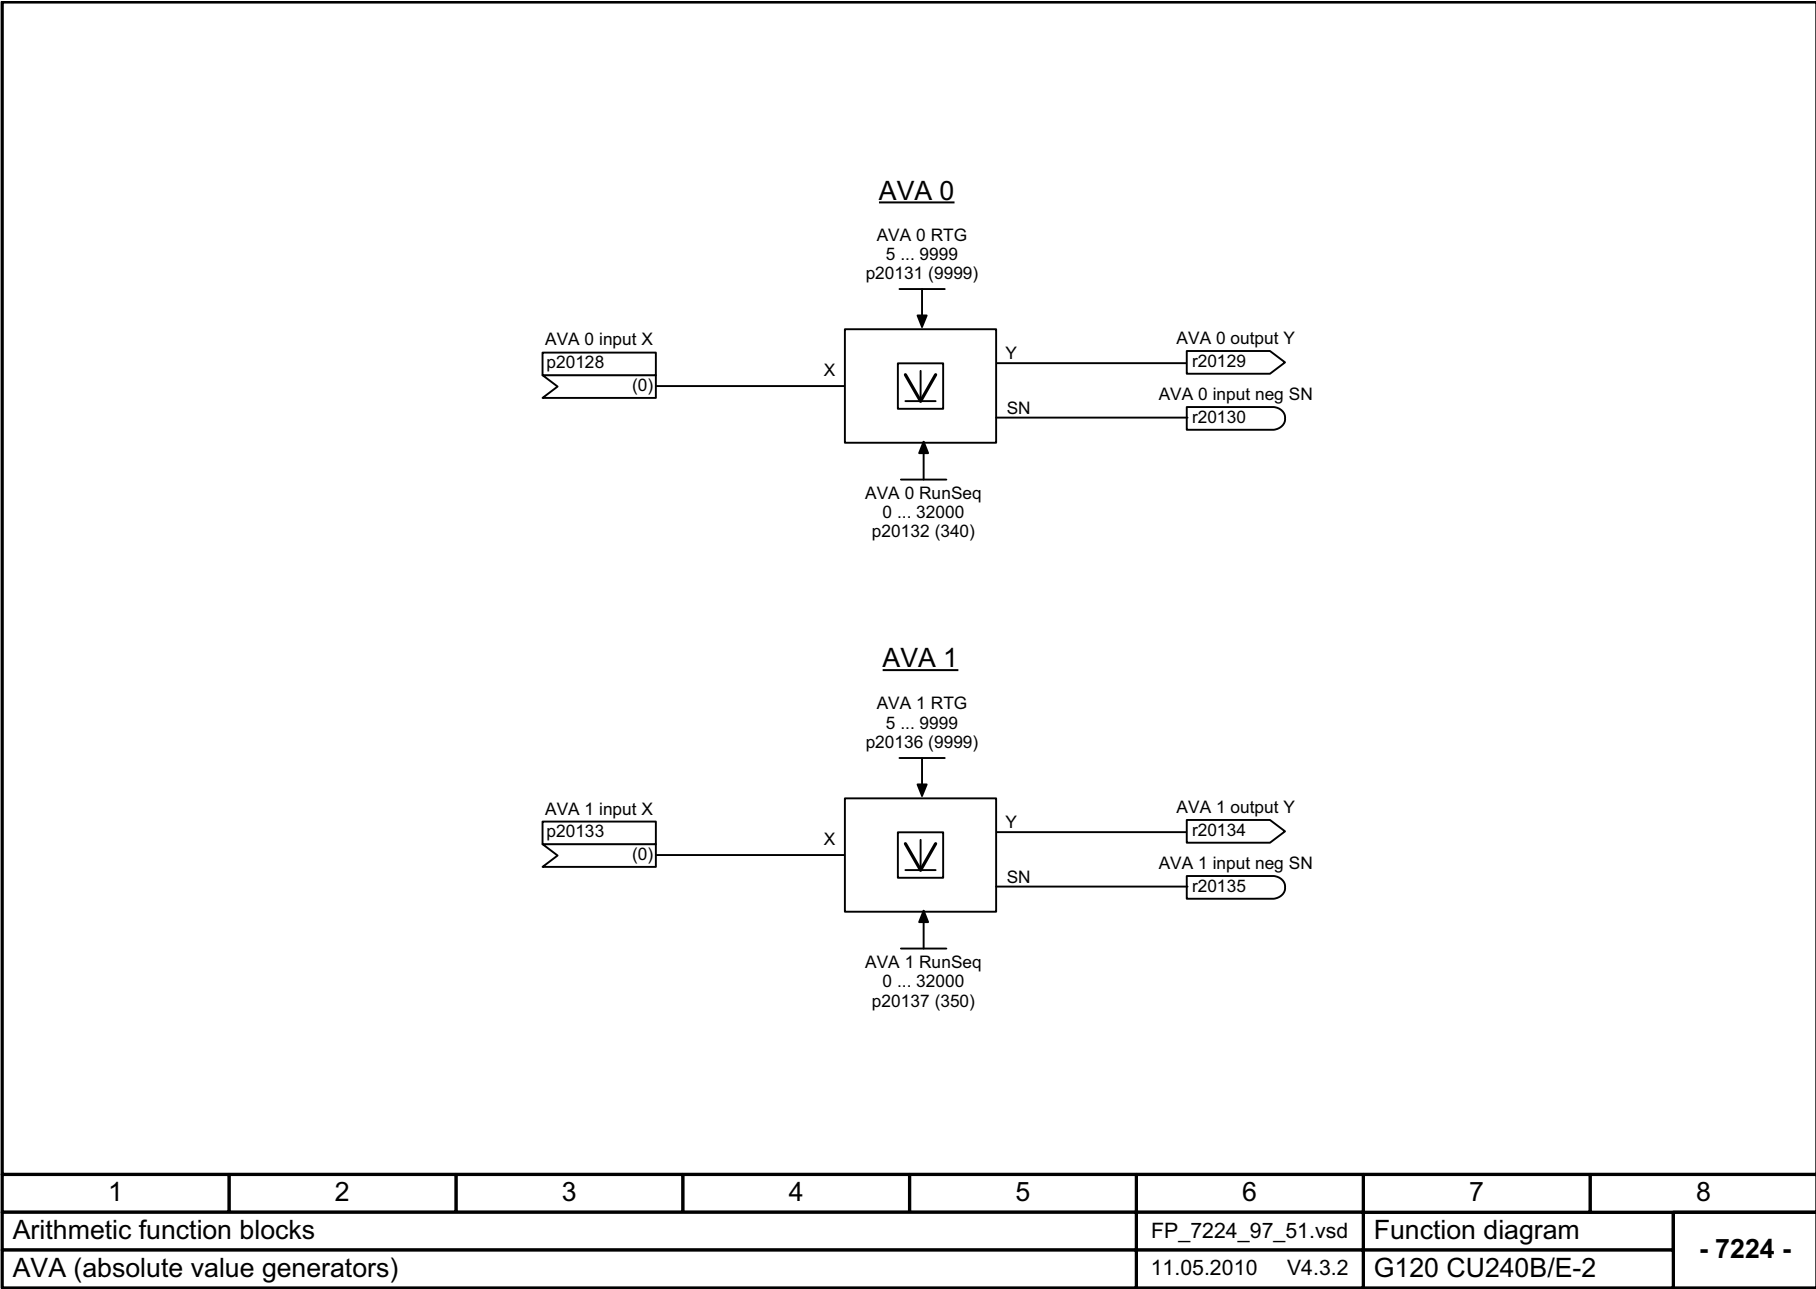 AVA 0
AVA 0 RTG
5 ... 9999
p20131 (9999)
AVA 0 input X
p20128
(0)
X
Y
SN
AVA 0 output Y
r20129
AVA 0 input neg SN
r20130
AVA 0 RunSeq
0 ... 32000
p20132 (340)
AVA 1
AVA 1 RTG
5 ... 9999
p20136 (9999)
AVA 1 input X
p20133
(0)
X
Y
SN
AVA 1 output Y
r20134
AVA 1 input neg SN
r20135
AVA 1 RunSeq
0 ... 32000
p20137 (350)
1 2 3 4 5 6 7 8
Arithmetic function blocks
FP_7224_97_51.vsd
Function diagram
- 7224 -
AVA (absolute value generators)
11.05.2010 V4.3.2
G120 CU240B/E-2